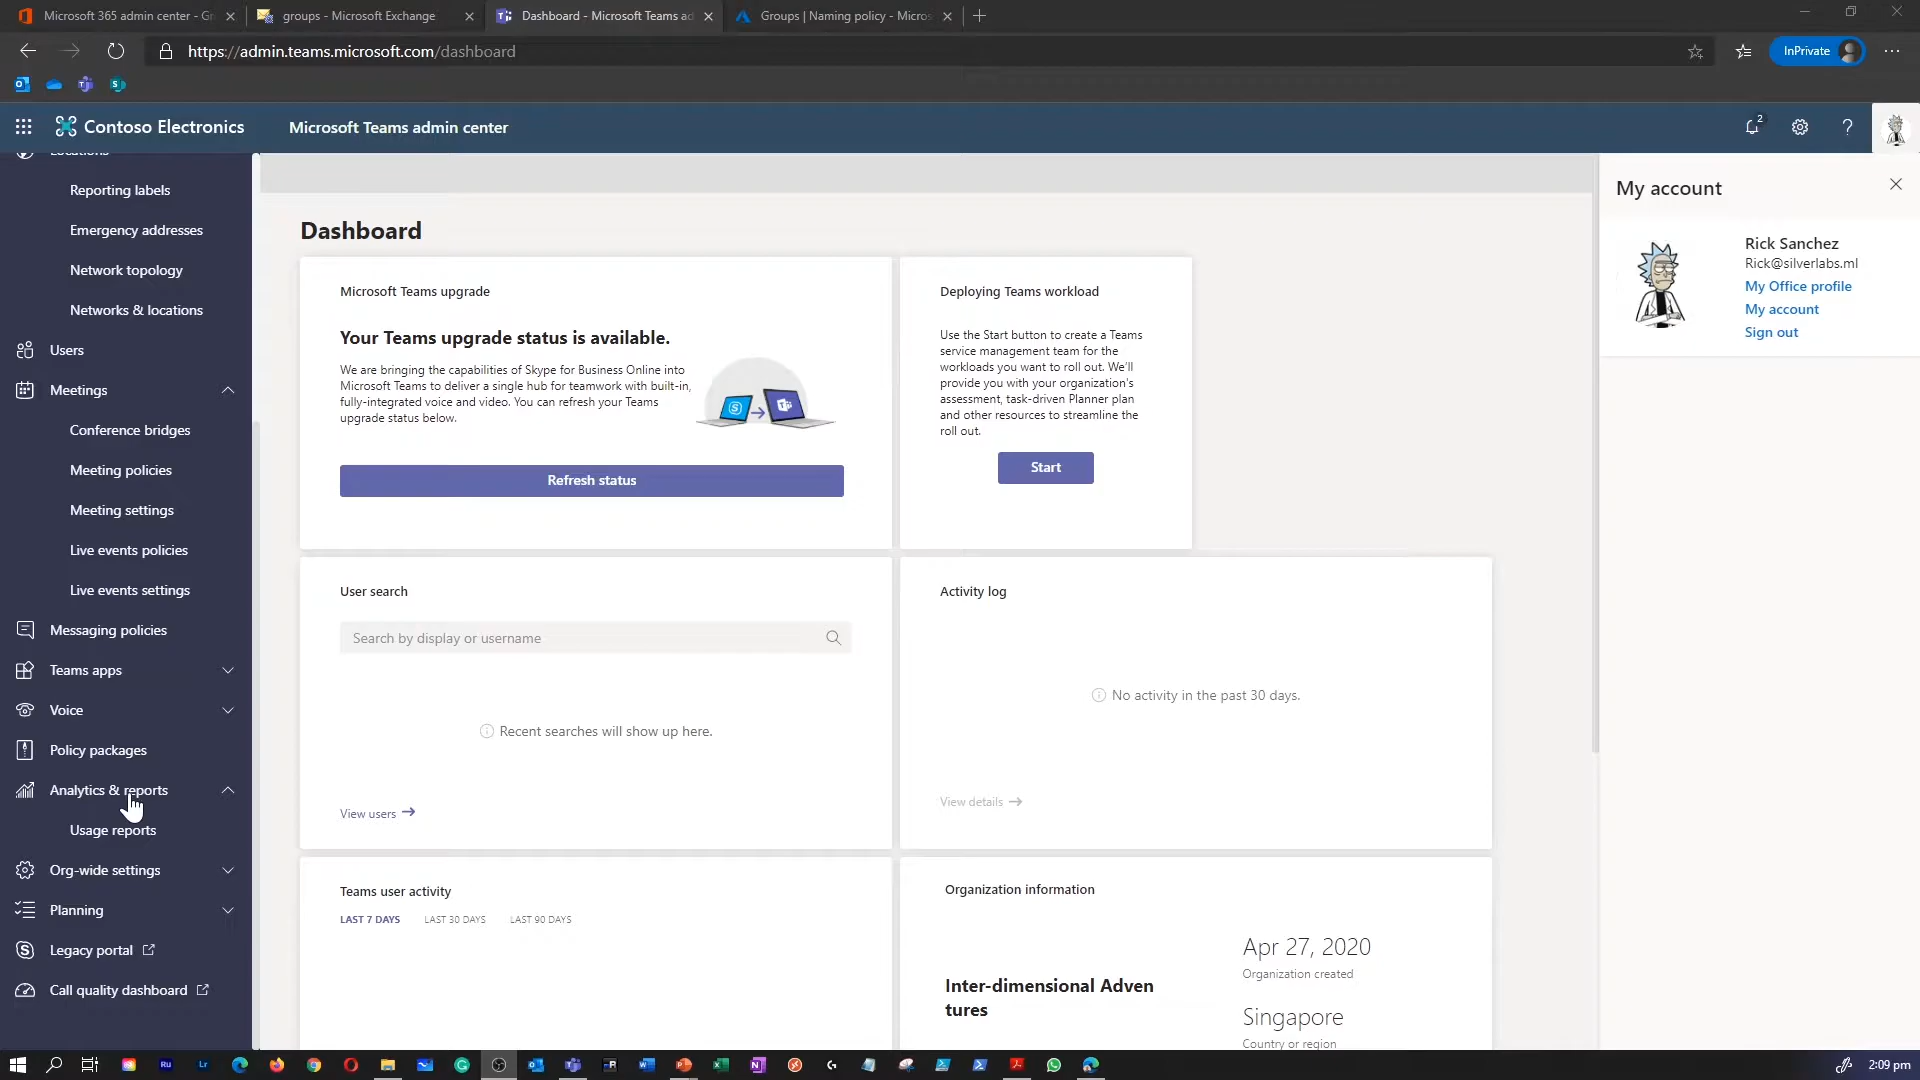 Microsoft 365 admin center - Gr
groups - Microsoft Exchange
Dashboard - Microsoft Teams ad
Groups | Naming policy - Micros
https://admin.teams.microsoft.com/dashboard
InPrivate
Contoso Electronics
Microsoft Teams admin center
2
Locations
Reporting labels
Emergency addresses
Network topology
Networks & locations
Users
Meetings
Conference bridges
Meeting policies
Meeting settings
Live events policies
Live events settings
Messaging policies
Teams apps
Voice
Policy packages
Analytics & reports
Usage reports
Org-wide settings
Planning
Legacy portal
Call quality dashboard
Dashboard
Microsoft Teams upgrade
Your Teams upgrade status is available.
We are bringing the capabilities of Skype for Business Online into
Microsoft Teams to deliver a single hub for teamwork with built-in,
fully-integrated voice and video. You can refresh your Teams
upgrade status below.
Refresh status
Deploying Teams workload
Use the Start button to create a Teams
service management team for the
workloads you want to roll out. We'll
provide you with your organization's
assessment, task-driven Planner plan
and other resources to streamline the
roll out.
Start
User search
Search by display or username
Recent searches will show up here.
View users
Activity log
No activity in the past 30 days.
View details
Teams user activity
LAST 7 DAYS LAST 30 DAYS LAST 90 DAYS
Organization information
Inter-dimensional Adven
tures
Apr 27, 2020
Organization created
Singapore
Country or region
My account
Rick Sanchez
Rick@silverlabs.ml
My Office profile
My account
Sign out
2:09 pm